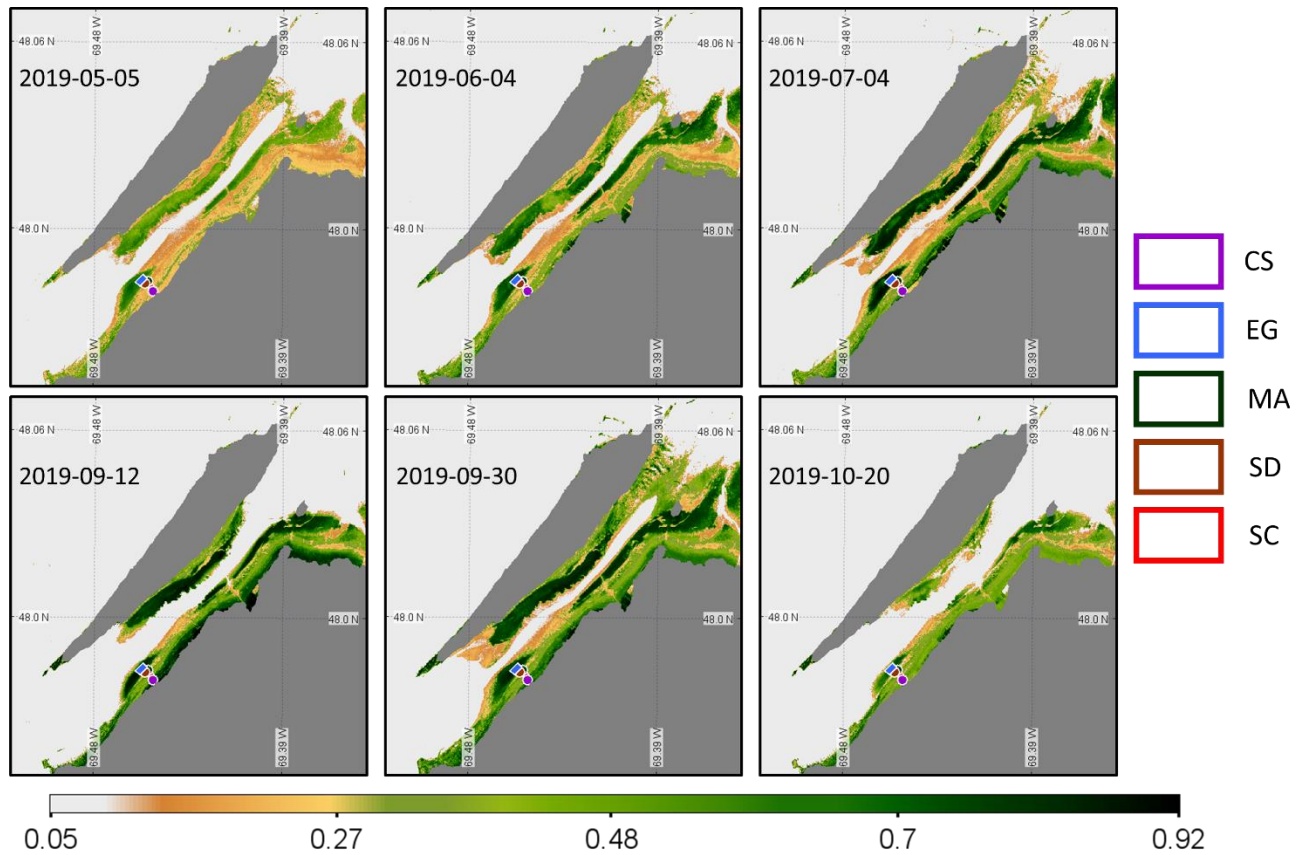 69.48 W 69.39 W
48.06 N 48.06 N
2019-05-05
48.0 N 48.0 N
69.48 W 69.39 W
69.48 W 69.39 W
48.06 N 48.06 N
2019-06-04
48.0 N 48.0 N
69.48 W 69.39 W
69.48 W 69.39 W
48.06 N 48.06 N
2019-07-04
48.0 N 48.0 N
69.48 W 69.39 W
69.48 W 69.39 W
48.06 N 48.06 N
2019-09-12
48.0 N 48.0 N
69.48 W 69.39 W
69.48 W 69.39 W
48.06 N 48.06 N
2019-09-30
48.0 N 48.0 N
69.48 W 69.39 W
69.48 W 69.39 W
48.06 N 48.06 N
2019-10-20
48.0 N 48.0 N
69.48 W 69.39 W
CS
EG
MA
SD
SC
0.05 0.27 0.48 0.7 0.92